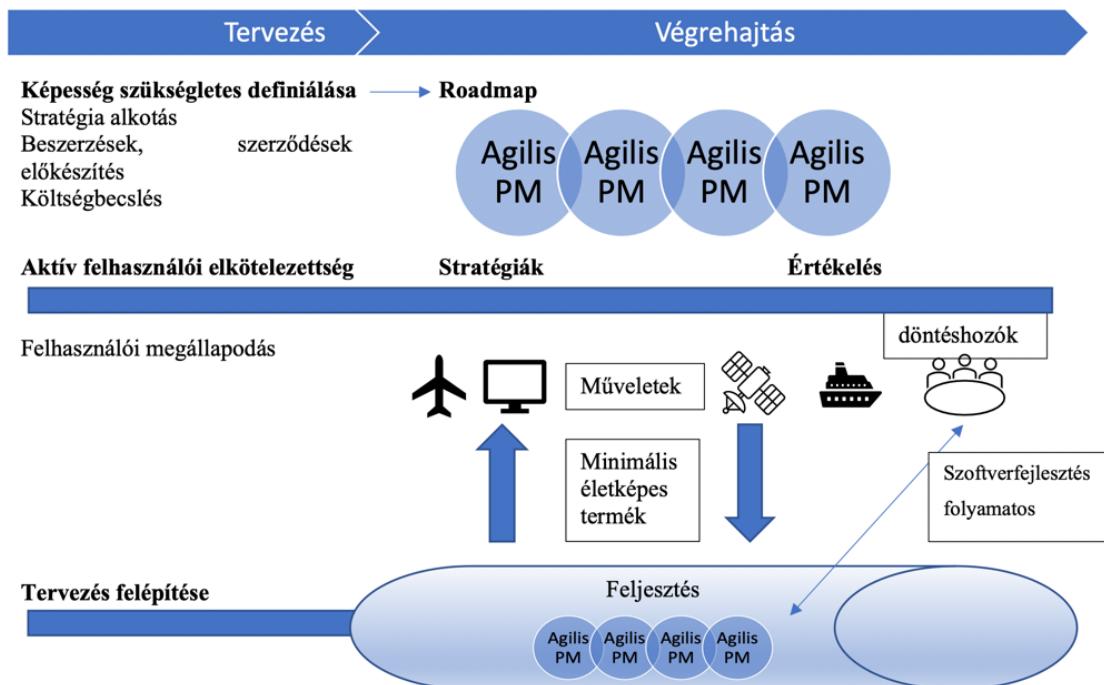 Tervezés
Végrehajtás
Képesség szükségletes definiálása
Roadmap
Stratégia alkotás
Beszerzések, szerződések
előkészítés
Költségbecslés
Agilis
PM
Agilis
PM
Agilis
PM
Agilis
PM
Aktív felhasználói elkötelezettség
Stratégiák
Értékelés
Felhasználói megállapodás
döntéshozók
Műveletek
Minimális
életképes
termék
Szoftverfejlesztés
folyamatos
Tervezés felépítése
Feljesztés
Agilis
PM
Agilis
PM
Agilis
PM
Agilis
PM